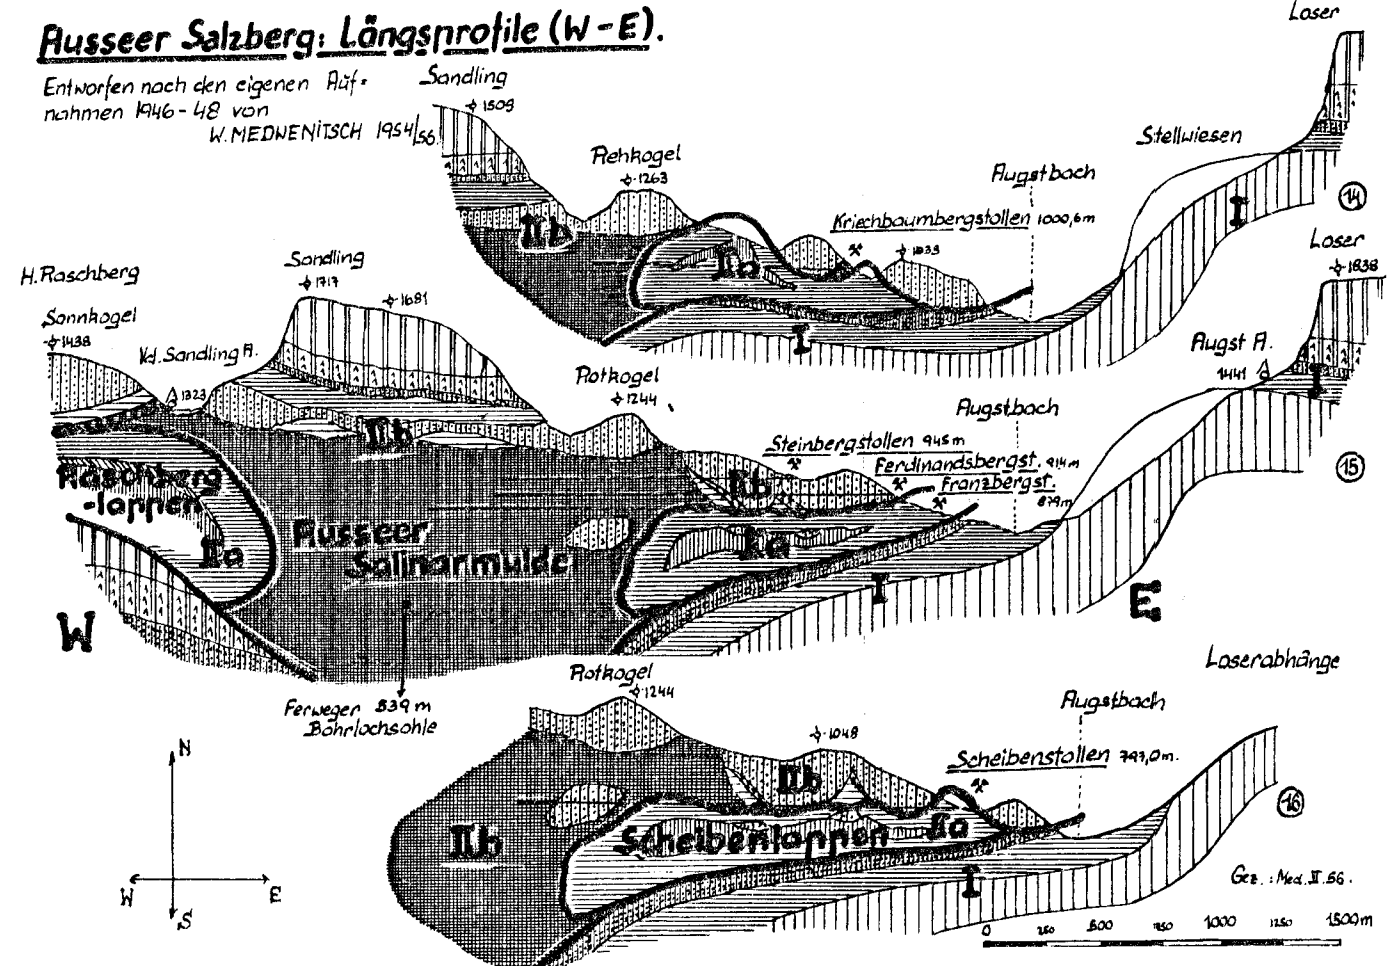 Ausseer Salzberg: Längsprofile (W-E).
Entworfen nach den eigenen Auf=
nahmen 1946-48 von
W. MEDWENITSCH 1954/56.
Loser
Sandling
1509
Rehkogel
1263
Stellwiesen
Augstbach
Kriechbaumbergstollen 1000,6m
1033
IIb
IIa
I
I
14
Loser
1838
H. Raschberg
Sonnkogel
1438
Vd. Sandling A.
1323
Sandling
1717
1681
Rotkogel
1244
Augst A.
1441
Augstbach
Steinbergstollen 945m
Ferdinandsbergst. 914m
Franzbergst.
879m
IIb
IIb
IIa
I
I
15
Raschberg
-lappen
IIa
Ausseer
Salinarmulde
W
E
Ferweger 539 m
Bohrlochsohle
Loserabhänge
Rotkogel
1244
1048
Augstbach
Scheibenstollen 797,0m.
IIb
IIb
Scheibenlappen
IIa
I
16
N
W
E
S
Gez.: Med. II.56.
0 250 500 750 1000 1250 1500m